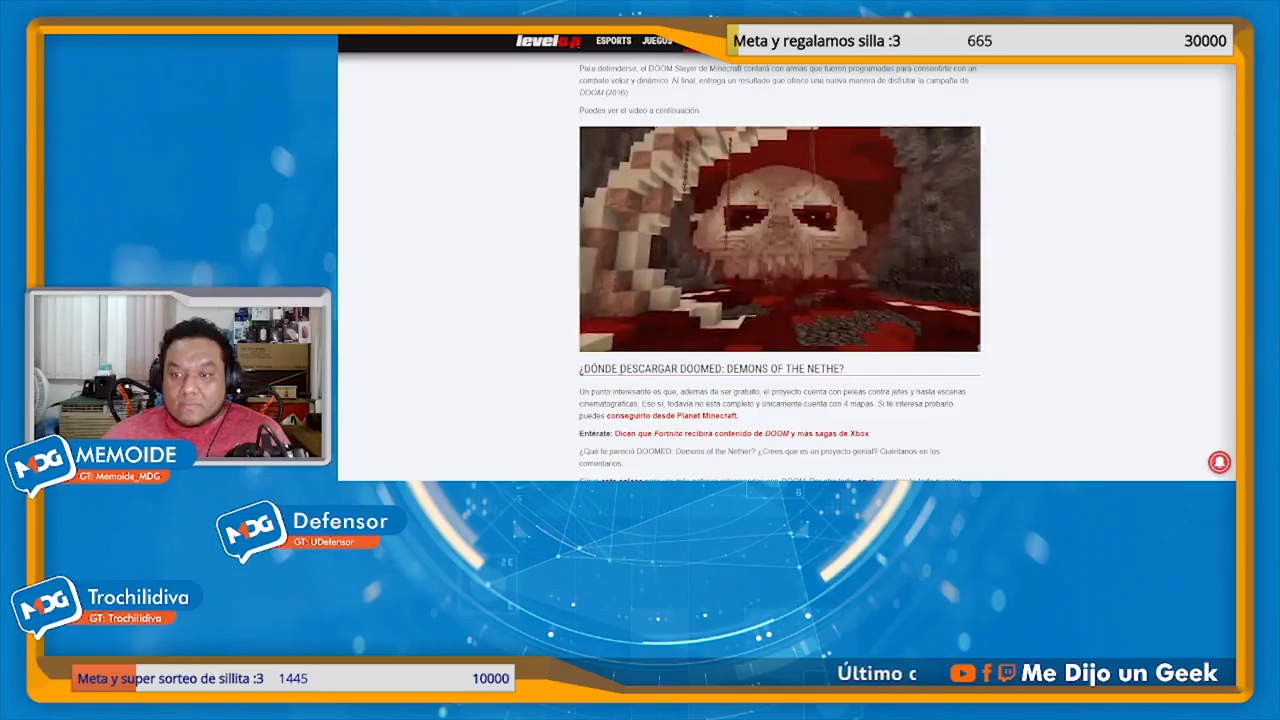 levelup ESPORTS JUEGOS
Meta y regalamos silla :3 665 30000
Para defenderse, el DOOM Slayer de Minecraft contará con armas que fueron programadas para consentirte con un
combate veloz y dinámico. Al final, entrega un resultado que ofrece una nueva manera de disfrutar la campaña de
DOOM (2016).
Puedes ver el video a continuación.
¿DÓNDE DESCARGAR DOOMED: DEMONS OF THE NETHE?
Un punto interesante es que, además de ser gratuito, el proyecto cuenta con peleas contra jefes y hasta escenas
cinematográficas. Eso sí, todavía no está completo y únicamente cuenta con 4 mapas. Si te interesa probarlo
puedes conseguirlo desde Planet Minecraft.
Entérate: Dicen que Fortnite recibirá contenido de DOOM y más sagas de Xbox
¿Qué te pareció DOOMED: Demons of the Nether? ¿Crees que es un proyecto genial? Cuéntanos en los
comentarios.
MDG MEMOIDE
GT: Memoide_MDG
MDG Defensor
GT: UDefensor
MDG Trochilidiva
GT: Trochilidiva
Meta y super sorteo de sillita :3 1445 10000
Último
Me Dijo un Geek